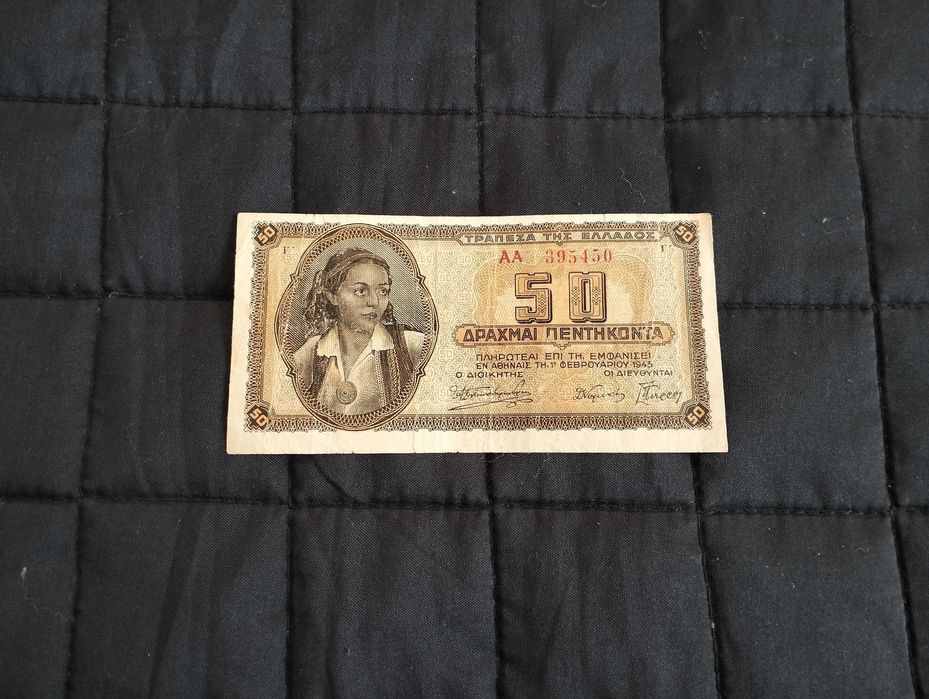 50 ΤΡΑΠΕΖΑ ΤΗΣ ΕΛΛΑΔΟΣ 50
Γ Γ
ΑΑ 395450
50
ΔΡΑΧΜΑΙ ΠΕΝΤΗΚΟΝΤΑ
ΠΛΗΡΩΤΕΑΙ ΕΠΙ ΤΗ ΕΜΦΑΝΙΣΕΙ
ΕΝ ΑΘΗΝΑΙΣ ΤΗ 1Η ΦΕΒΡΟΥΑΡΙΟΥ 1943
Ο ΔΙΟΙΚΗΤΗΣ ΟΙ ΔΙΕΥΘΥΝΤΑΙ
50 50